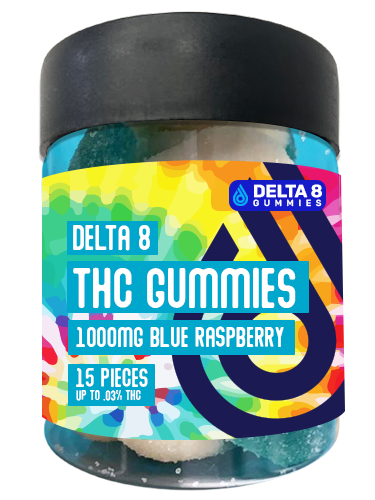 DELTA 8
GUMMIES
DELTA 8
THC GUMMIES
1000MG BLUE RASPBERRY
15 PIECES
UP TO .03% THC